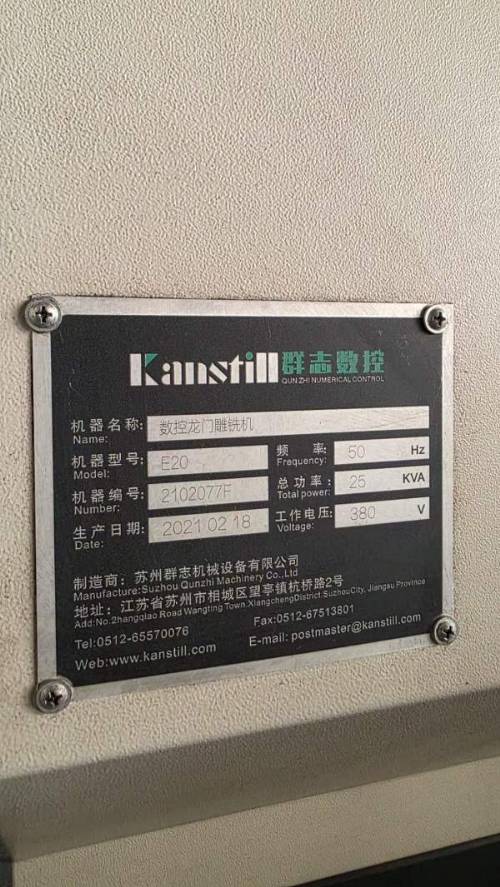 Kanstill 群志数控
QUN ZHI NUMERICAL CONTROL
机器名称: 数控龙门雕铣机
Name:
机器型号: E20 频率: 50 Hz
Model: Frequency:
机器编号: 2102077F 总功率: 25 KVA
Number: Total power:
生产日期: 2021 02 18 工作电压: 380 V
Date: Voltage:
制造商: 苏州群志机械设备有限公司
Manufacture:Suzhou Qunzhi Machinery Co.,Ltd
地址: 江苏省苏州市相城区望亭镇杭桥路2号
Add:No.2hangqiao Road Wangting Town XiangchengDistrict SuzhouCity, Jiangsu Province
Tel:0512-65570076 Fax:0512-67513801
Web:www.kanstill.com E-mail: postmaster@kanstill.com